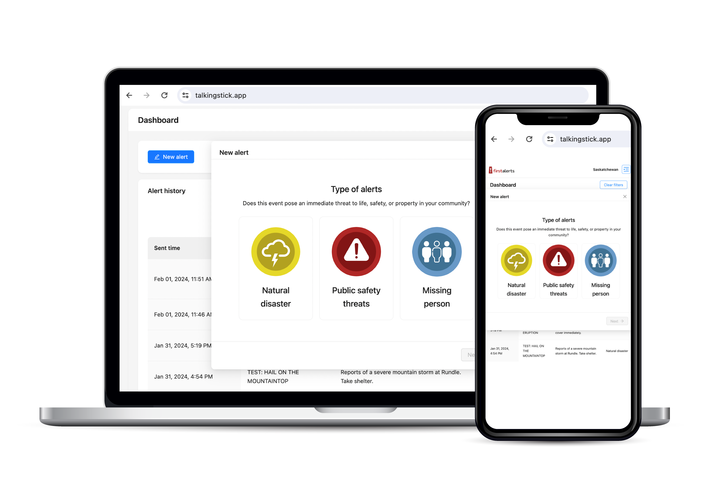 talkingstick.app
Dashboard
New alert
New alert
Alert history
Type of alerts
Does this event pose an immediate threat to life, safety, or property in your community?
Natural
disaster
Public safety
threats
Missing
person
Sent time
Feb 01, 2024, 11:51 AM
Feb 01, 2024, 11:46 AM
Jan 31, 2024, 5:19 PM
Jan 31, 2024, 4:54 PM
TEST: HAIL ON THE
MOUNTAINTOP
Reports of a severe mountain storm at Rundle.
Take shelter.
talkingstick.app
firstalerts
Saskatchewan
Dashboard
Clear filters
New alert
Type of alerts
Does this event pose an immediate threat to life, safety, or property in your
community?
Natural
disaster
Public safety
threats
Missing
person
Next
ERUPTION
cover immediately.
Jan 31, 2024,
4:54 PM
TEST: HAIL ON
THE
MOUNTAINTOP
Reports of a severe mountain
storm at Rundle. Take shelter.
Natural disaster